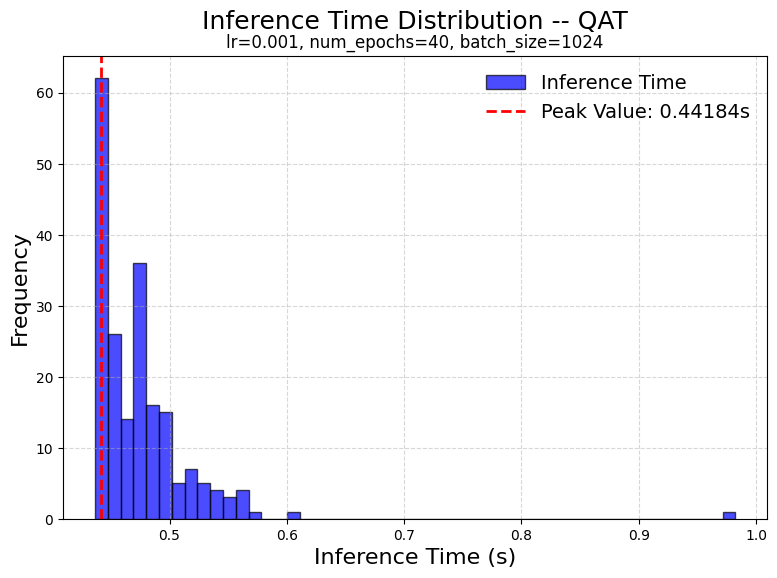 Inference Time Distribution -- QAT
lr=0.001, num_epochs=40, batch_size=1024
Inference Time
Peak Value: 0.44184s
Frequency
60
50
40
30
20
10
0
0.5
0.6
0.7
0.8
0.9
1.0
Inference Time (s)